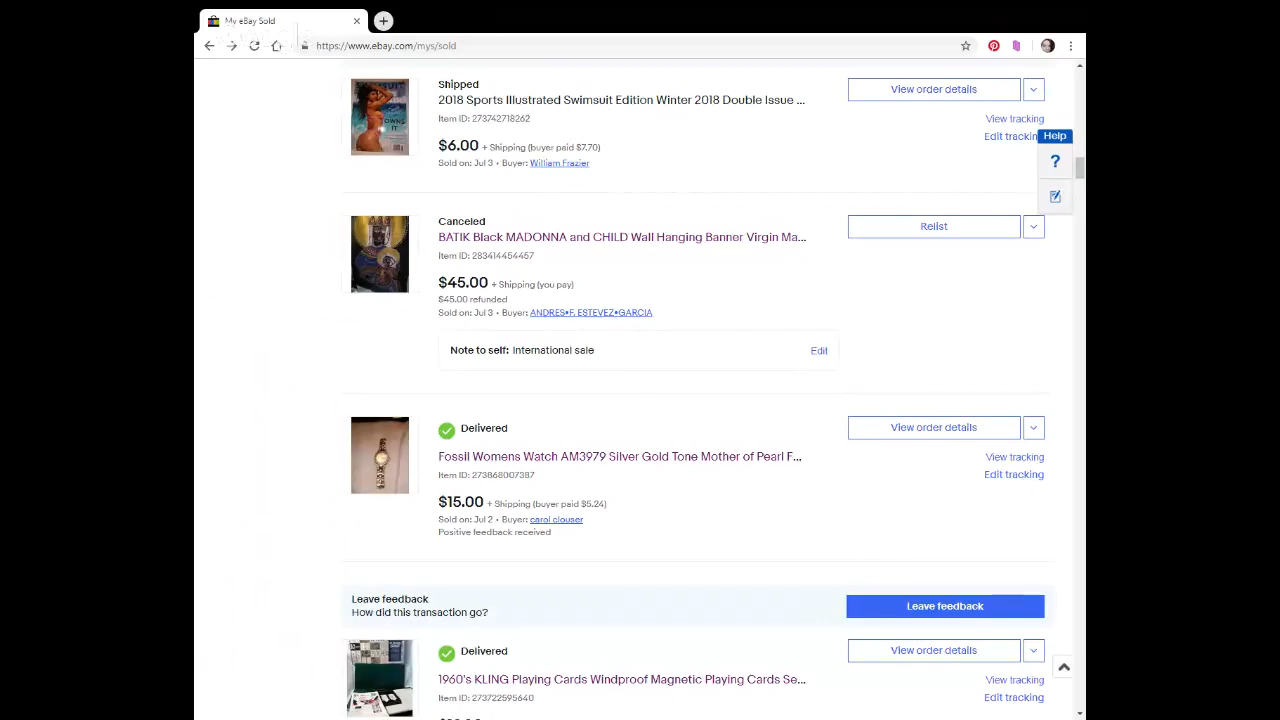 My eBay Sold
https://www.ebay.com/mys/sold
Shipped
2018 Sports Illustrated Swimsuit Edition Winter 2018 Double Issue ...
Item ID: 273742718262
$6.00 + Shipping (buyer paid $7.70)
Sold on: Jul 3 • Buyer: William Frazier
View order details
View tracking
Edit trackin
Help
?
Canceled
BATIK Black MADONNA and CHILD Wall Hanging Banner Virgin Ma...
Item ID: 283414454457
$45.00 + Shipping (you pay)
$45.00 refunded
Sold on: Jul 3 • Buyer: ANDRES•F. ESTEVEZ•GARCIA
Relist
Note to self: International sale
Edit
Delivered
Fossil Womens Watch AM3979 Silver Gold Tone Mother of Pearl F...
Item ID: 273868007387
$15.00 + Shipping (buyer paid $5.24)
Sold on: Jul 2 • Buyer: carol clouser
Positive feedback received
View order details
View tracking
Edit tracking
Leave feedback
How did this transaction go?
Leave feedback
Delivered
1960's KLING Playing Cards Windproof Magnetic Playing Cards Se...
Item ID: 273722595640
View order details
View tracking
Edit tracking